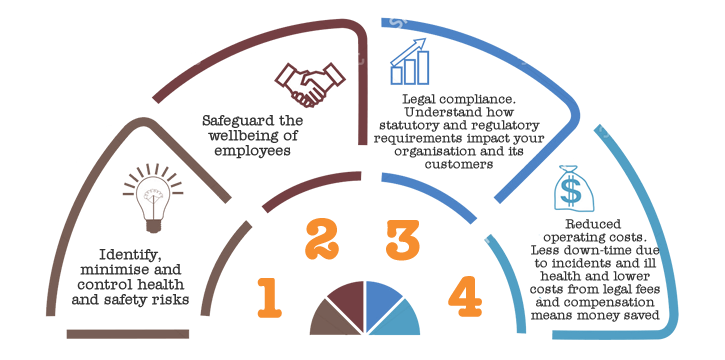 Identify,
minimise and
control health
and safety risks
1
Safeguard the
wellbeing of
employees
2
Legal compliance.
Understand how
statutory and regulatory
requirements impact your
organisation and its
customers
3
$
Reduced
operating costs.
Less down-time due
to incidents and ill
health and lower
costs from legal fees
and compensation
means money saved
4